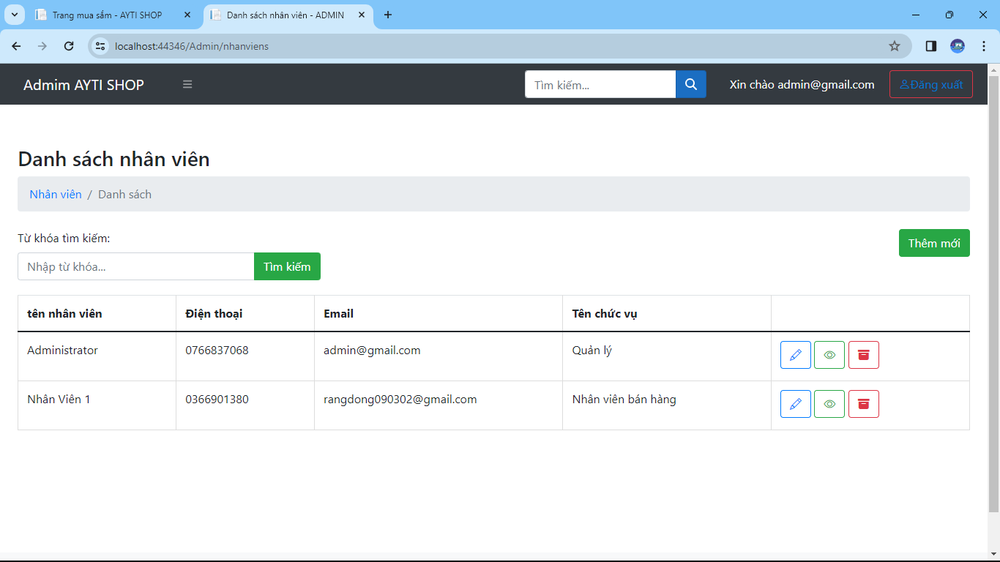 Trang mua sắm - AYTI SHOP
Danh sách nhân viên - ADMIN
localhost:44346/Admin/nhanviens
Admim AYTI SHOP
Tìm kiếm...
Xin chào admin@gmail.com
Đăng xuất
Danh sách nhân viên
Nhân viên / Danh sách
Từ khóa tìm kiếm:
Thêm mới
Nhập từ khóa...
Tìm kiếm
tên nhân viên Điện thoại Email Tên chức vụ
Administrator 0766837068 admin@gmail.com Quản lý
Nhân Viên 1 0366901380 rangdong090302@gmail.com Nhân viên bán hàng